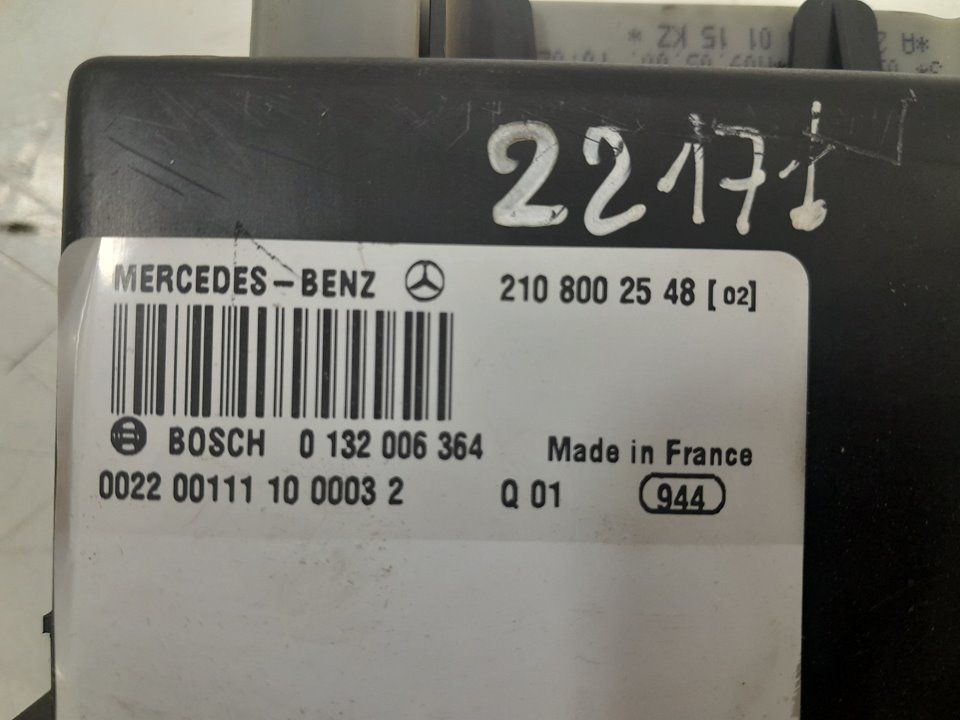 22171
MERCEDES-BENZ 210 800 25 48 [02]
BOSCH 0 132 006 364 Made in France
0022 00111 10 0003 2 Q 01 944